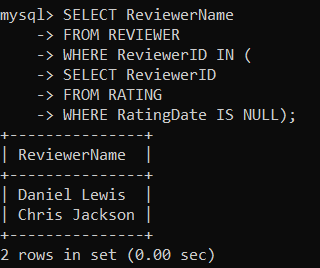 mysql> SELECT ReviewerName
    -> FROM REVIEWER
    -> WHERE ReviewerID IN (
    -> SELECT ReviewerID
    -> FROM RATING
    -> WHERE RatingDate IS NULL);
+---------------+
| ReviewerName  |
+---------------+
| Daniel Lewis  |
| Chris Jackson |
+---------------+
2 rows in set (0.00 sec)